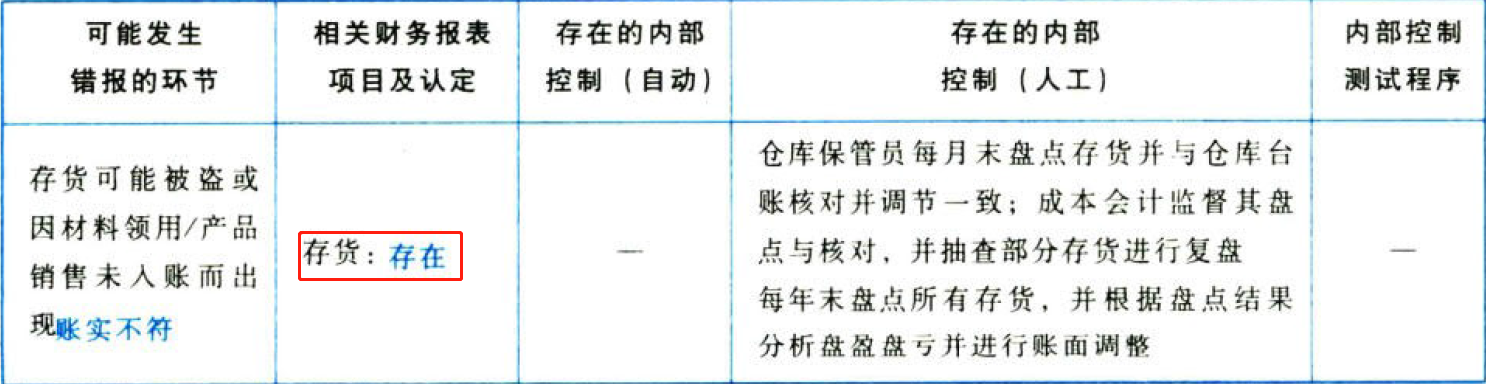 可能发生
错报的环节
相关财务报表
项目及认定
存在的内部
控制（自动）
存在的内部
控制（人工）
内部控制
测试程序
存货可能被盗或
因材料领用/产品
销售未入账而出
现账实不符
存货：存在
—
仓库保管员每月末盘点存货并与仓库台
账核对并调节一致；成本会计监督其盘
点与核对，并抽查部分存货进行复盘
每年末盘点所有存货，并根据盘点结果
分析盘盈盘亏并进行账面调整
—